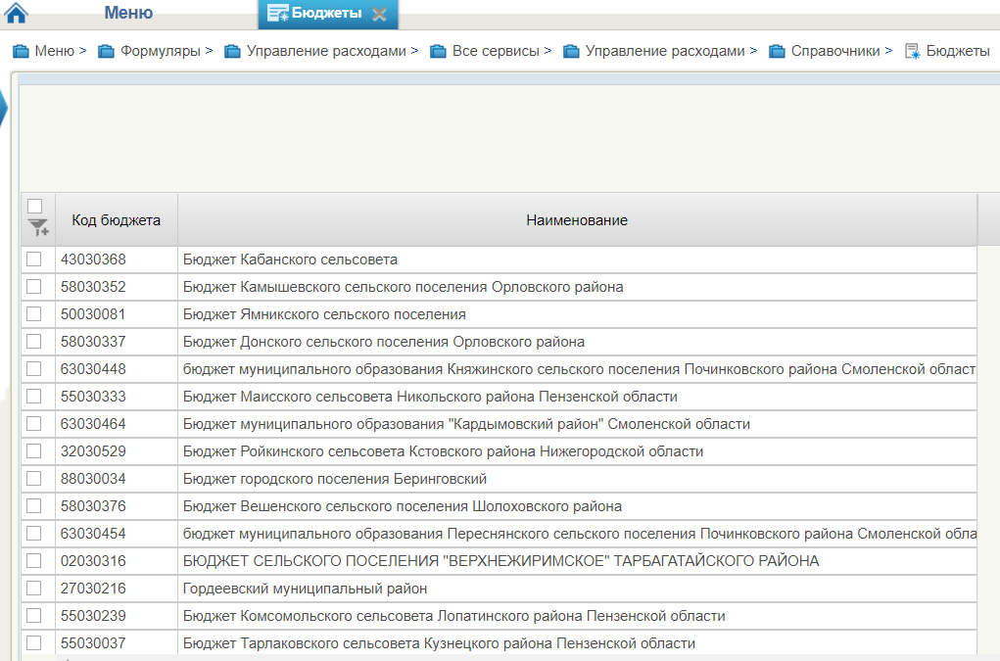 Меню Бюджеты
Меню > Формуляры > Управление расходами > Все сервисы > Управление расходами > Справочники > Бюджеты
Код бюджета Наименование
43030368 Бюджет Кабанского сельсовета
58030352 Бюджет Камышевского сельского поселения Орловского района
50030081 Бюджет Ямникского сельского поселения
58030337 Бюджет Донского сельского поселения Орловского района
63030448 бюджет муниципального образования Княжинского сельского поселения Починковского района Смоленской област
55030333 Бюджет Маисского сельсовета Никольского района Пензенской области
63030464 Бюджет муниципального образования "Кардымовский район" Смоленской области
32030529 Бюджет Ройкинского сельсовета Кстовского района Нижегородской области
88030034 Бюджет городского поселения Беринговский
58030376 Бюджет Вешенского сельского поселения Шолоховского района
63030454 бюджет муниципального образования Переснянского сельского поселения Починковского района Смоленской обла
02030316 БЮДЖЕТ СЕЛЬСКОГО ПОСЕЛЕНИЯ "ВЕРХНЕЖИРИМСКОЕ" ТАРБАГАТАЙСКОГО РАЙОНА
27030216 Гордеевский муниципальный район
55030239 Бюджет Комсомольского сельсовета Лопатинского района Пензенской области
55030037 Бюджет Тарлаковского сельсовета Кузнецкого района Пензенской области